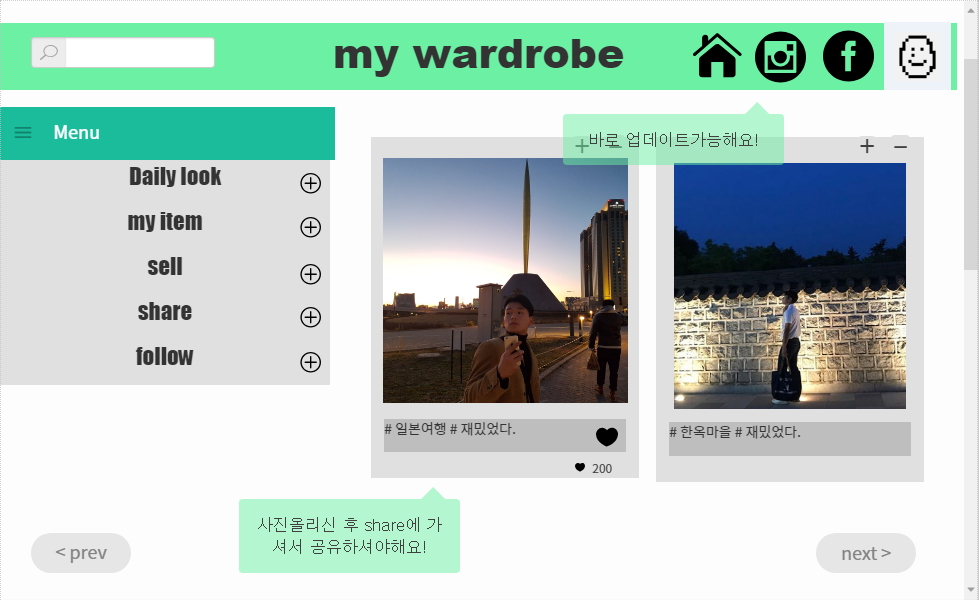 my wardrobe
Menu
Daily look
my item
sell
share
follow
바로 업데이트가능해요!
# 일본여행 # 재밌었다.
200
# 한옥마을 # 재밌었다.
사진올리신 후 share에 가
셔서 공유하셔야해요!
< prev
next >